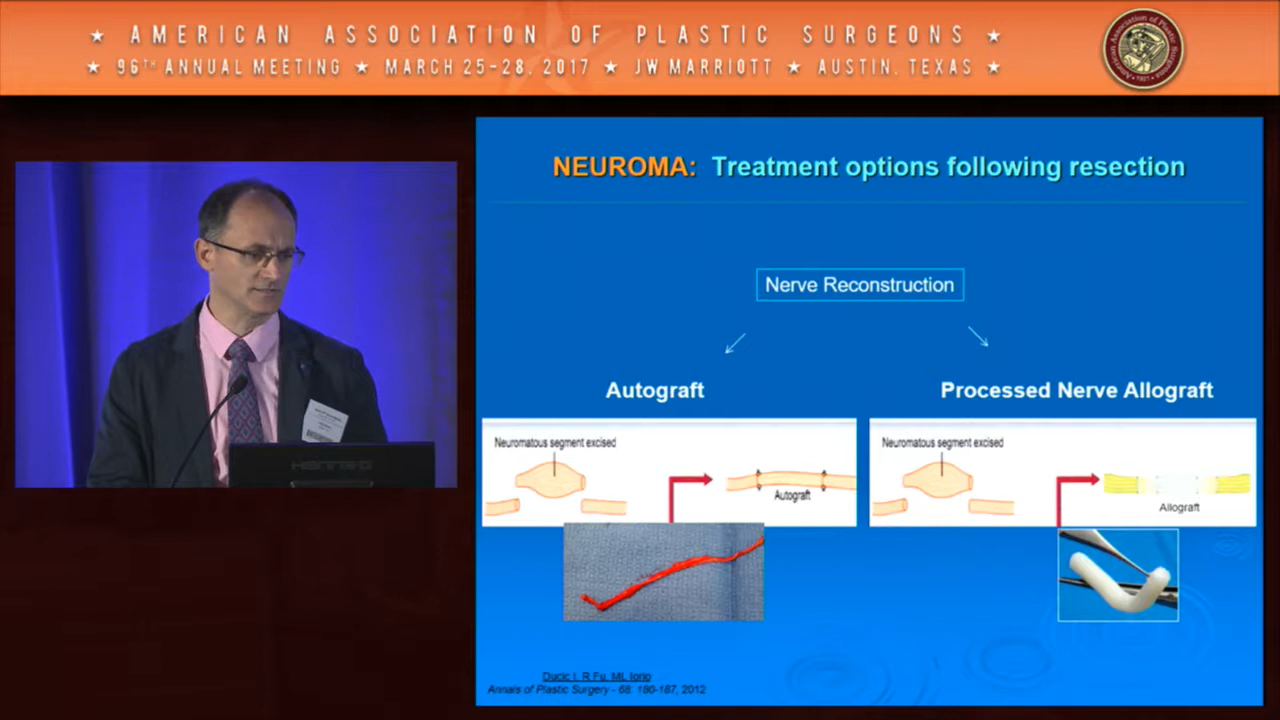 ★ AMERICAN ASSOCIATION OF PLASTIC SURGEONS ★
★ 96TH ANNUAL MEETING ★ MARCH 25-28, 2017 ★ JW MARRIOTT ★ AUSTIN, TEXAS ★
NEUROMA: Treatment options following resection
Nerve Reconstruction
Autograft
Processed Nerve Allograft
Neuromatous segment excised
Autograft
Neuromatous segment excised
Allograft
Ducic I, R Fu, ML Iorio
Annals of Plastic Surgery - 68: 180-187, 2012